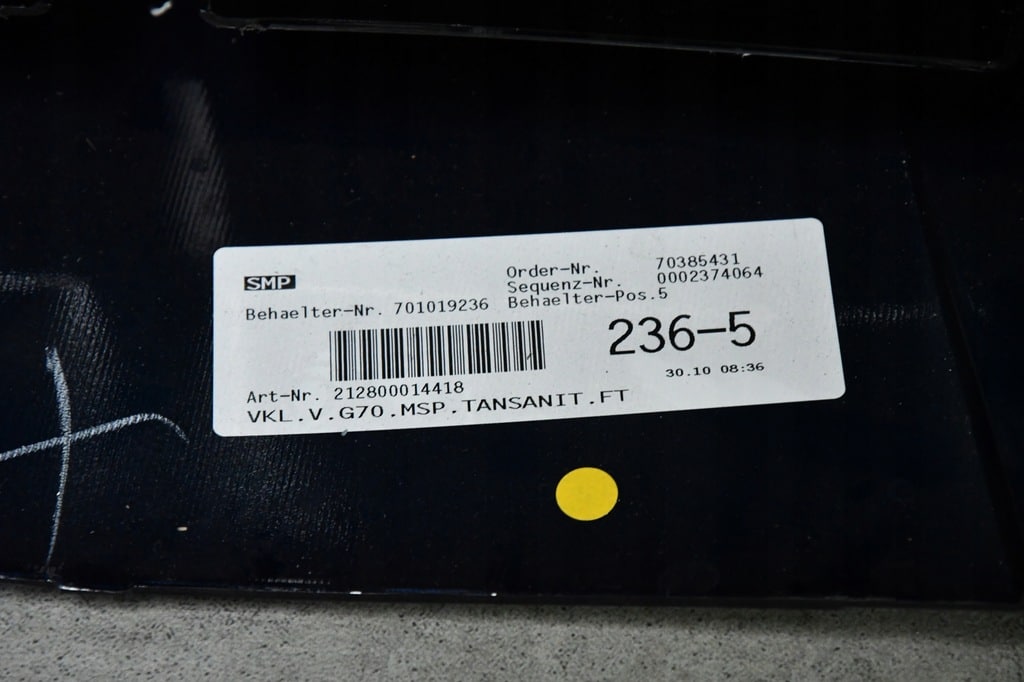 SMP
Order-Nr. 70385431
Sequenz-Nr. 0002374064
Behaelter-Nr. 701019236 Behaelter-Pos.5
236-5
30.10 08:36
Art-Nr. 212800014418
VKL.V.G70.MSP.TANSANIT.FT